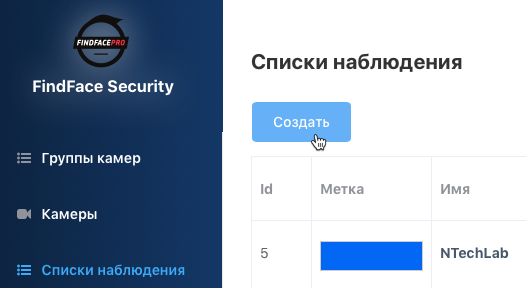 FINDFACEPRO
FindFace Security
Группы камер
Камеры
Списки наблюдения
Списки наблюдения
Создать
Id Метка Имя
5 NTechLab